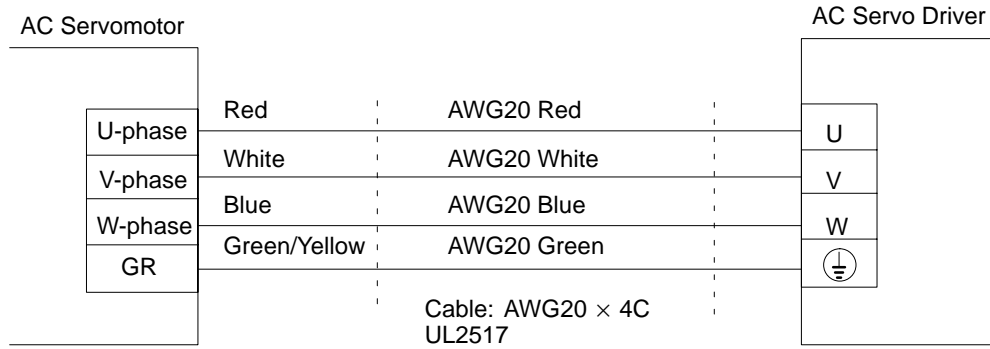 AC Servomotor
AC Servo Driver
U-phase
Red
AWG20 Red
U
V-phase
White
AWG20 White
V
W-phase
Blue
AWG20 Blue
W
GR
Green/Yellow
AWG20 Green
Cable: AWG20 × 4C
UL2517